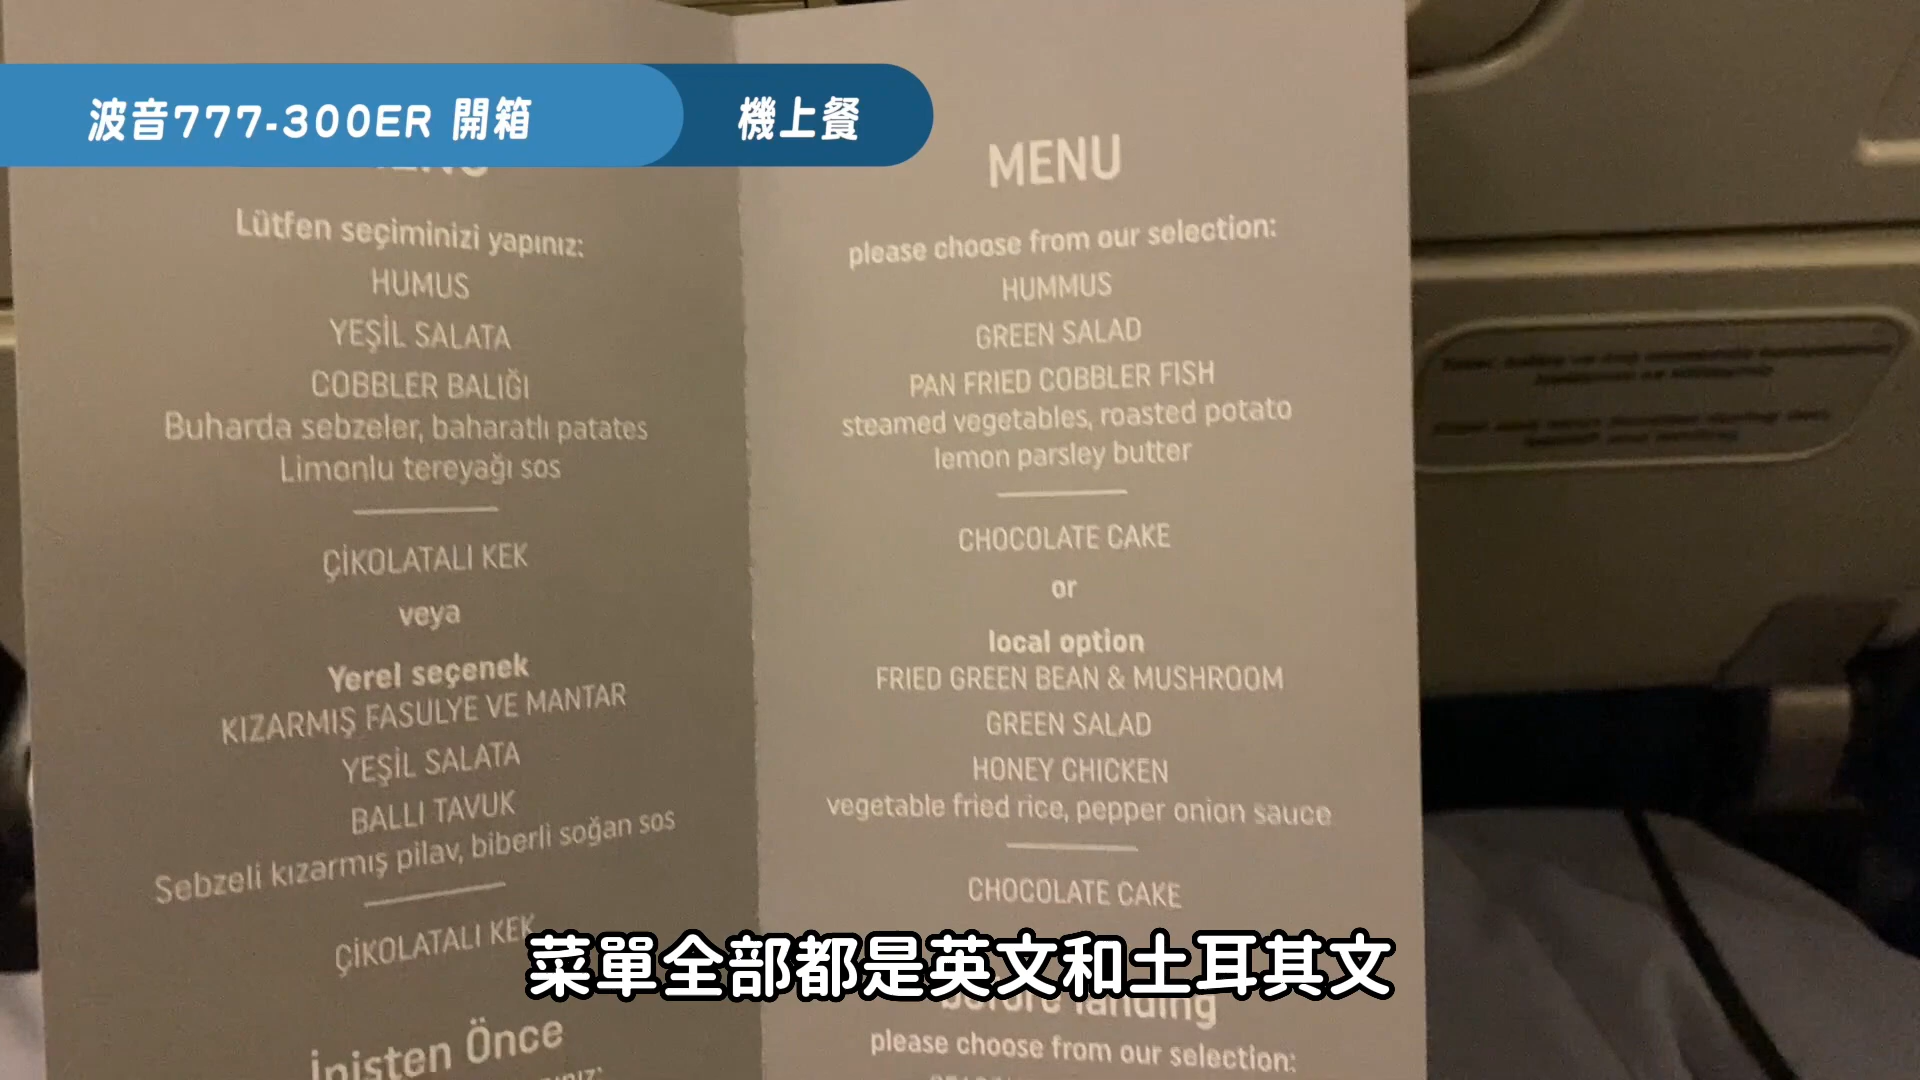 波音777-300ER 開箱
機上餐
Lütfen seçiminizi yapınız:
HUMUS
YEŞİL SALATA
COBBLER BALIĞI
Buharda sebzeler, baharatlı patates
Limonlu tereyağı sos
ÇİKOLATALI KEK
veya
Yerel seçenek
KIZARMIŞ FASULYE VE MANTAR
YEŞİL SALATA
BALLI TAVUK
Sebzeli kızarmış pilav, biberli soğan sos
ÇİKOLATALI KEK
İnisten Önce
MENU
please choose from our selection:
HUMMUS
GREEN SALAD
PAN FRIED COBBLER FISH
steamed vegetables, roasted potato
lemon parsley butter
CHOCOLATE CAKE
or
local option
FRIED GREEN BEAN & MUSHROOM
GREEN SALAD
HONEY CHICKEN
vegetable fried rice, pepper onion sauce
CHOCOLATE CAKE
before landing
please choose from our selection:
菜單全部都是英文和土耳其文